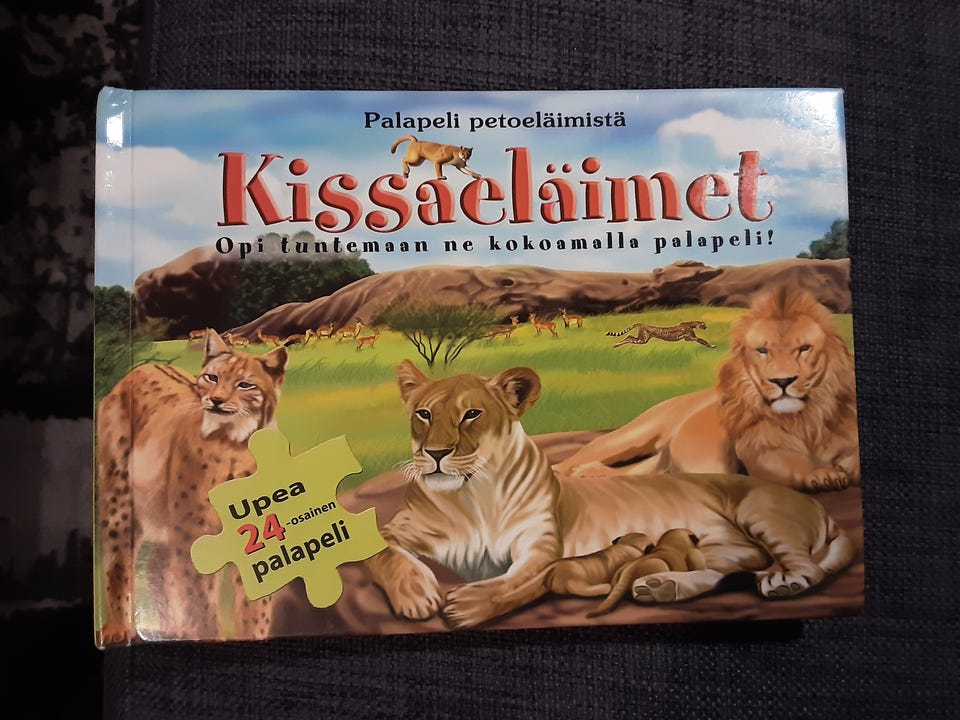 Palapeli petoeläimistä
Kissaeläimet
Opi tuntemaan ne kokoamalla palapeli!
Upea
24-osainen
palapeli